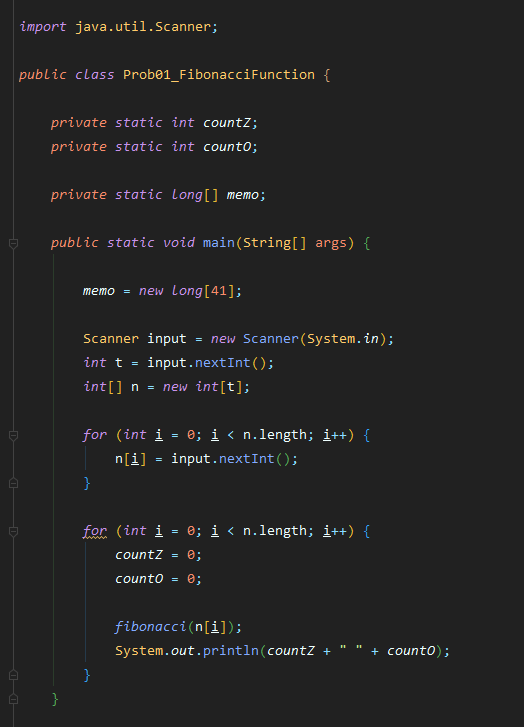 import java.util.Scanner;
public class Prob01_FibonacciFunction {
private static int countZ;
private static int countO;
private static long[] memo;
public static void main(String[] args) {
memo = new long[41];
Scanner input = new Scanner(System.in);
int t = input.nextInt();
int[] n = new int[t];
for (int i = 0; i < n.length; i++) {
n[i] = input.nextInt();
}
for (int i = 0; i < n.length; i++) {
countZ = 0;
countO = 0;
fibonacci(n[i]);
System.out.println(countZ + " " + countO);
}
}